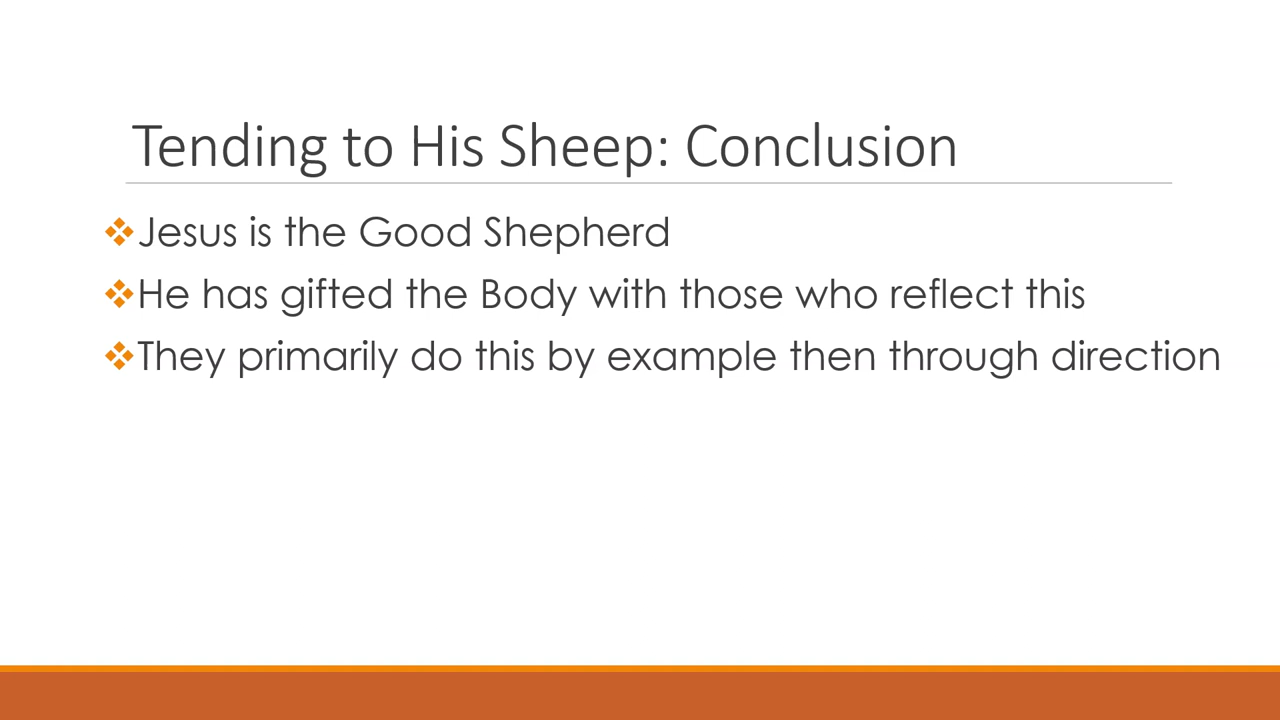 Tending to His Sheep: Conclusion
❖Jesus is the Good Shepherd
❖He has gifted the Body with those who reflect this
❖They primarily do this by example then through direction